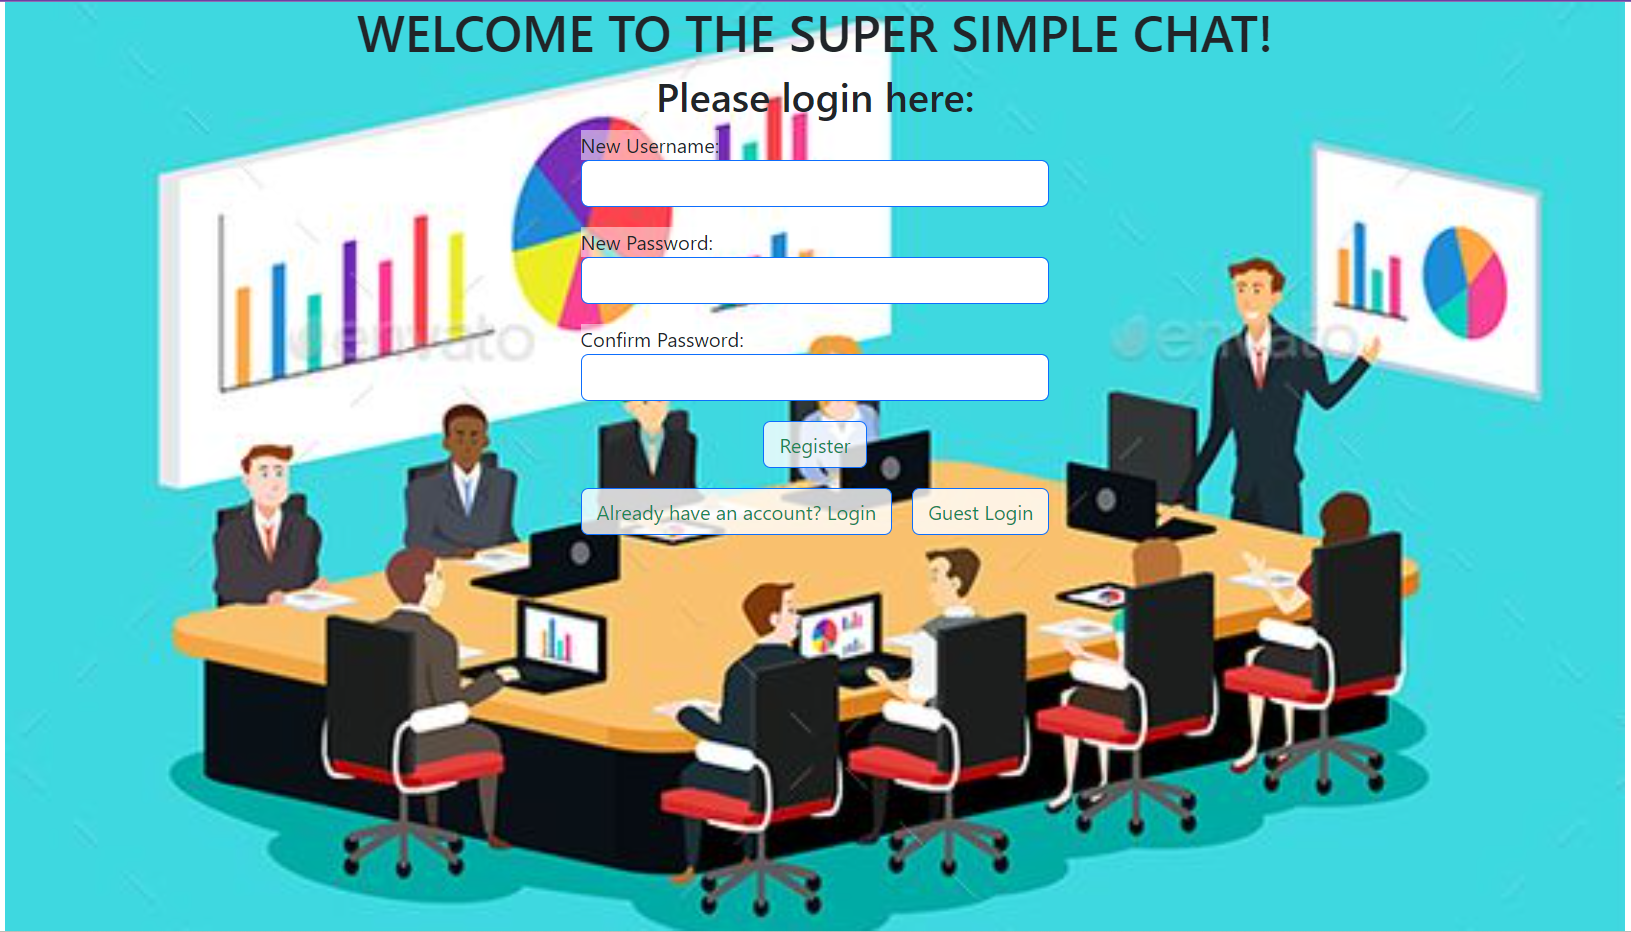 WELCOME TO THE SUPER SIMPLE CHAT!
Please login here:
New Username:
New Password:
envato
envato
Confirm Password:
Register
Already have an account? Login
Guest Login